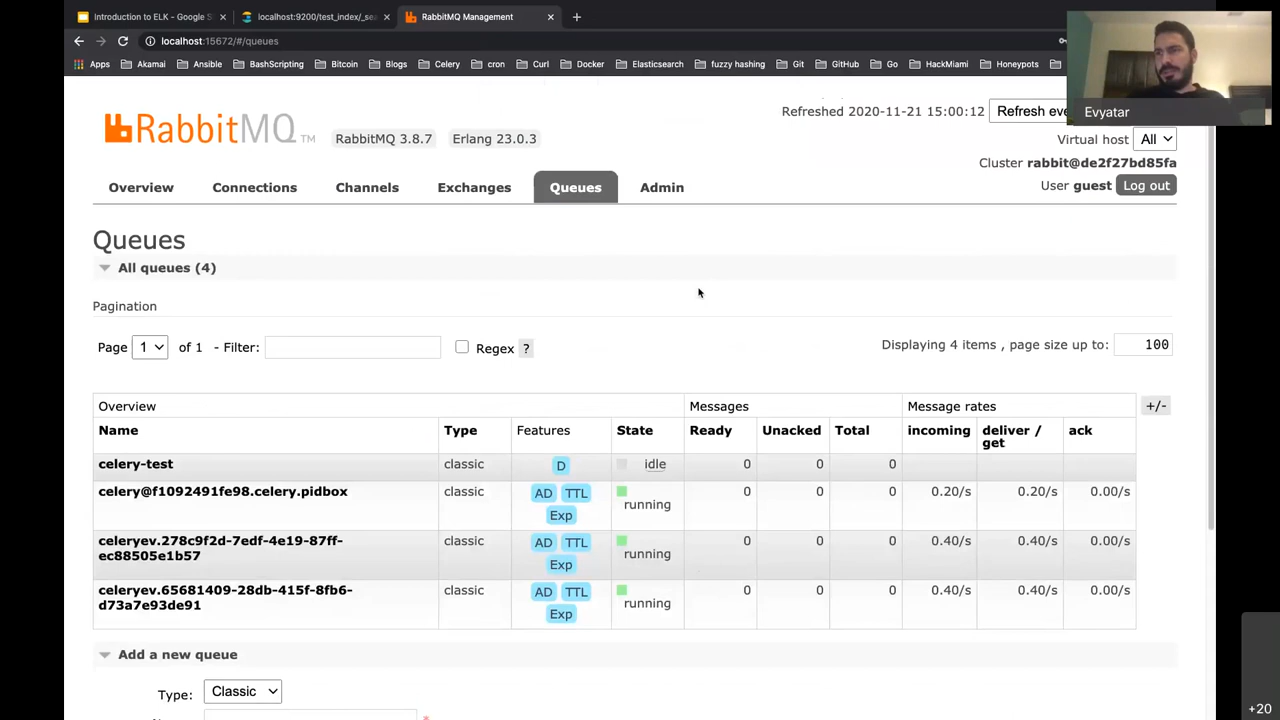 Introduction to ELK - Google S
localhost:9200/test_index/_sea
RabbitMQ Management
localhost:15672/#/queues
Apps Akamai Ansible BashScripting Bitcoin Blogs Celery cron Curl Docker Elasticsearch fuzzy hashing Git GitHub Go HackMiami Honeypots
Evyatar
RabbitMQ TM RabbitMQ 3.8.7 Erlang 23.0.3
Refreshed 2020-11-21 15:00:12 Refresh eve
Virtual host All
Cluster rabbit@de2f27bd85fa
User guest Log out
Overview Connections Channels Exchanges Queues Admin
Queues
All queues (4)
Pagination
Page 1 of 1 - Filter: Regex ? Displaying 4 items , page size up to: 100
Overview Messages Message rates +/-
Name Type Features State Ready Unacked Total incoming deliver / get ack
celery-test classic D idle 0 0 0
celery@f1092491fe98.celery.pidbox classic AD TTL Exp running 0 0 0 0.20/s 0.20/s 0.00/s
celeryev.278c9f2d-7edf-4e19-87ff-
ec88505e1b57 classic AD TTL Exp running 0 0 0 0.40/s 0.40/s 0.00/s
celeryev.65681409-28db-415f-8fb6-
d73a7e93de91 classic AD TTL Exp running 0 0 0 0.40/s 0.40/s 0.00/s
Add a new queue
Type: Classic
+20